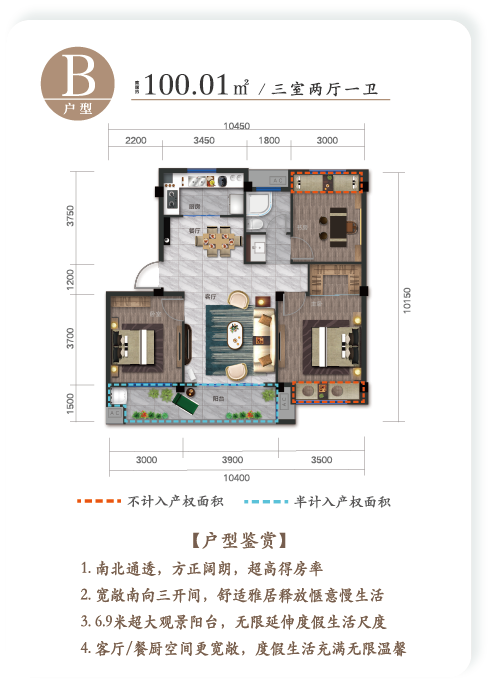 B
户型
建面约100.01㎡ / 三室两厅一卫
10450
2200 3450 1800 3000
3750
1200
3700
1500
10150
厨房
餐厅
客厅
阳台
3000 3900 3500
10400
不计入产权面积 半计入产权面积
【户型鉴赏】
1. 南北通透，方正阔朗，超高得房率
2. 宽敞南向三开间，舒适雅居释放惬意慢生活
3. 6.9米超大观景阳台，无限延伸度假生活尺度
4. 客厅/餐厨空间更宽敞，度假生活充满无限温馨